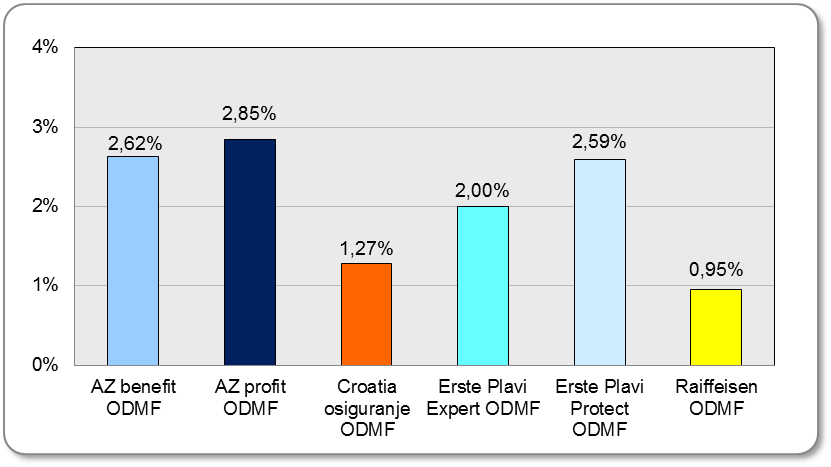 4%
3%
2%
1%
0%
2,62%
2,85%
1,27%
2,00%
2,59%
0,95%
AZ benefit
ODMF
AZ profit
ODMF
Croatia
osiguranje
ODMF
Erste Plavi
Expert ODMF
Erste Plavi
Protect
ODMF
Raiffeisen
ODMF